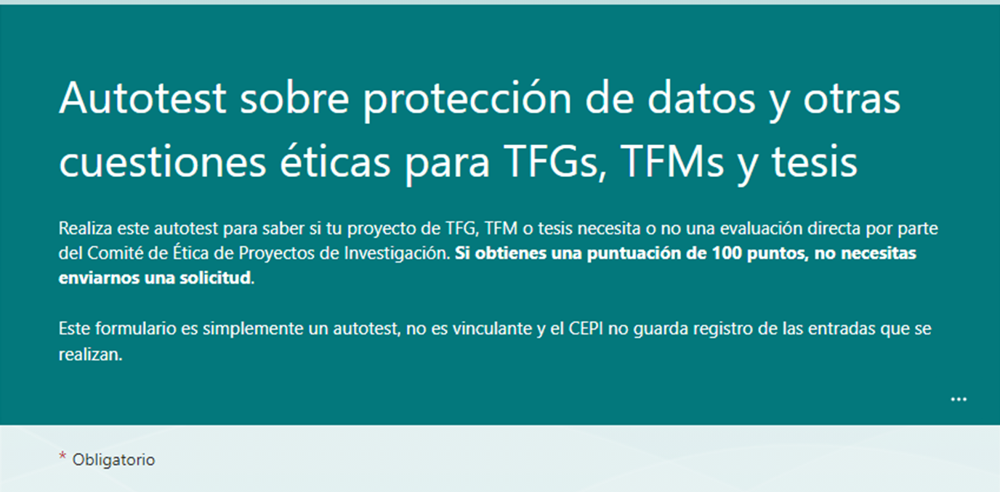 Autotest sobre protección de datos y otras
cuestiones éticas para TFGs, TFMs y tesis
Realiza este autotest para saber si tu proyecto de TFG, TFM o tesis necesita o no una evaluación directa por parte
del Comité de Ética de Proyectos de Investigación. Si obtienes una puntuación de 100 puntos, no necesitas
enviarnos una solicitud.
Este formulario es simplemente un autotest, no es vinculante y el CEPI no guarda registro de las entradas que se
realizan.
...
* Obligatorio